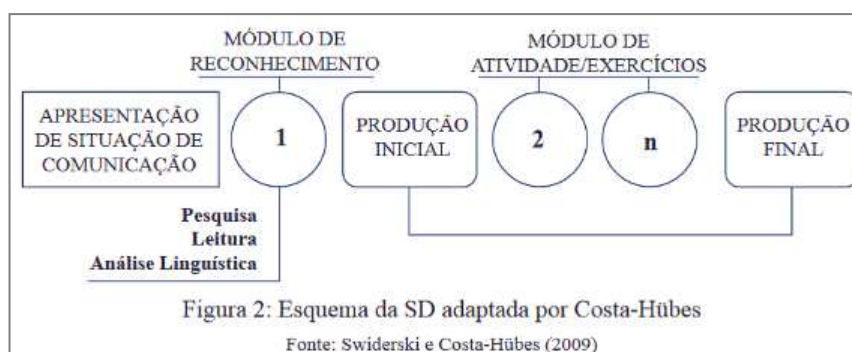 MÓDULO DE
RECONHECIMENTO
MÓDULO DE
ATIVIDADE/EXERCÍCIOS
APRESENTAÇÃO
DE SITUAÇÃO DE
COMUNICAÇÃO
1
PRODUÇÃO
INICIAL
2
n
PRODUÇÃO
FINAL
Pesquisa
Leitura
Análise Linguística
Figura 2: Esquema da SD adaptada por Costa-Hübes
Fonte: Swiderski e Costa-Hübes (2009)